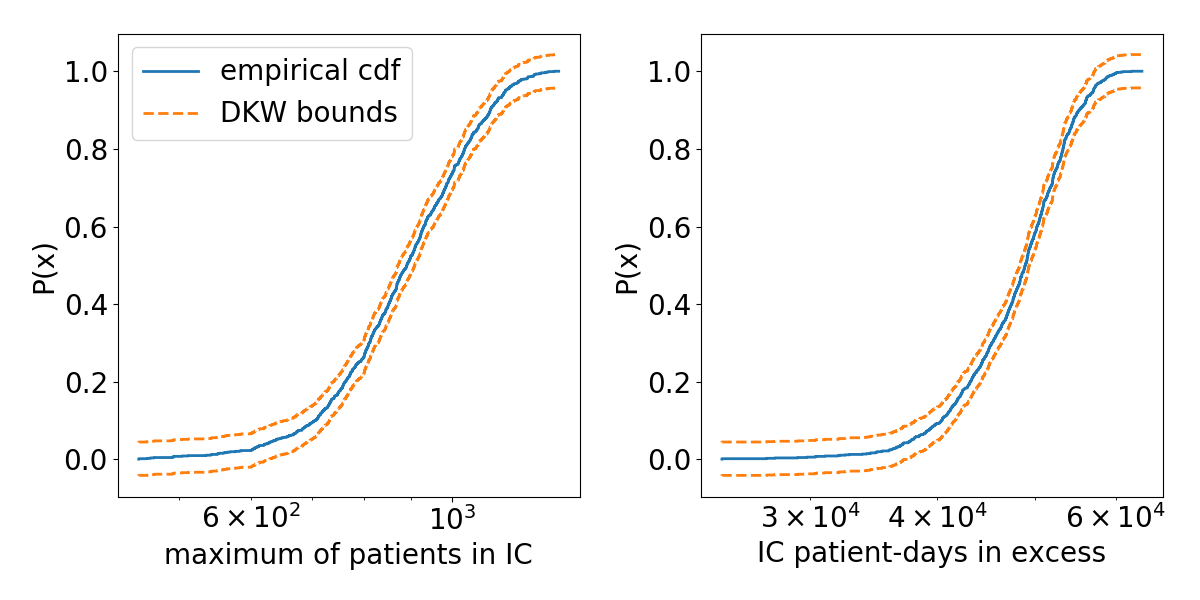 empirical cdf
DKW bounds
P(x)
1.0
0.8
0.6
0.4
0.2
0.0
6 × 10²
10³
maximum of patients in IC
P(x)
1.0
0.8
0.6
0.4
0.2
0.0
3 × 10⁴
4 × 10⁴
6 × 10⁴
IC patient-days in excess